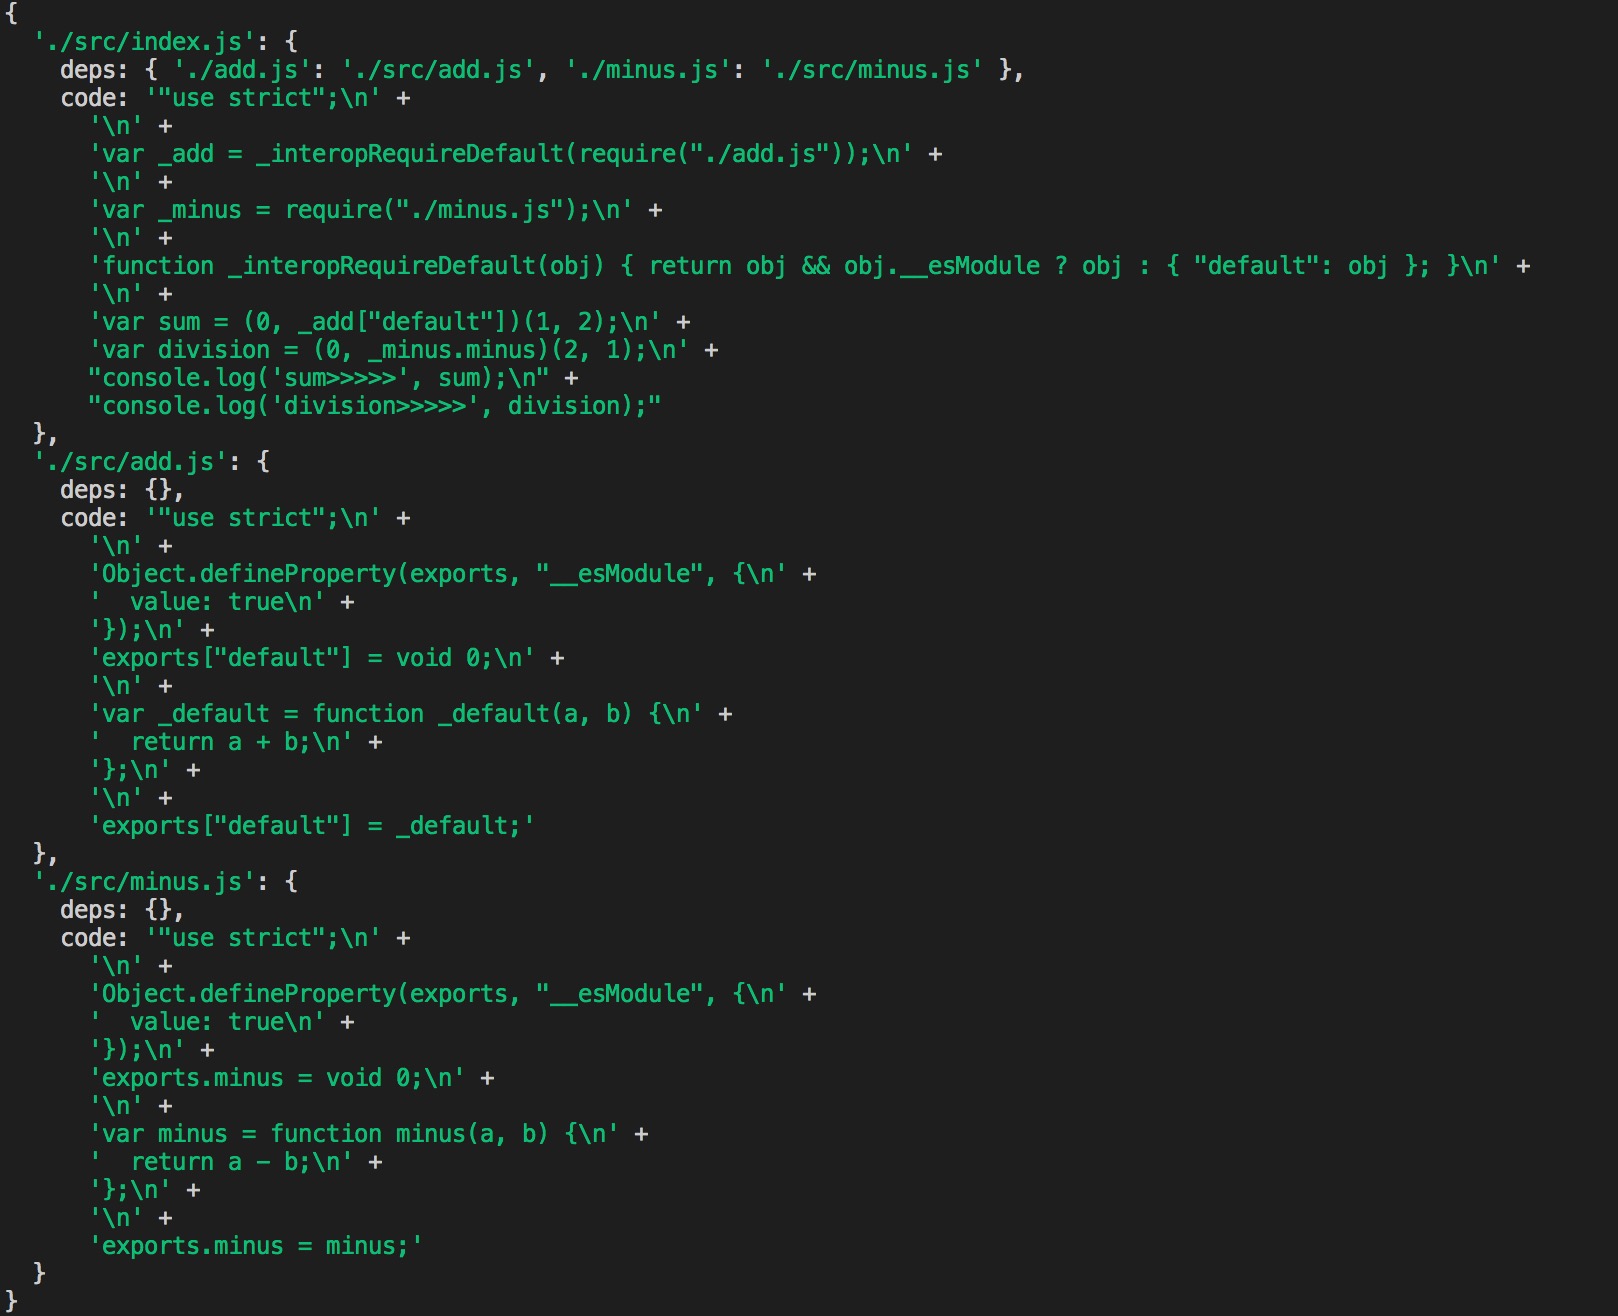 {
  './src/index.js': {
    deps: { './add.js': './src/add.js', './minus.js': './src/minus.js' },
    code: '"use strict";\n' +
      '\n' +
      'var _add = _interopRequireDefault(require("./add.js"));\n' +
      '\n' +
      'var _minus = require("./minus.js");\n' +
      '\n' +
      'function _interopRequireDefault(obj) { return obj && obj.__esModule ? obj : { "default": obj }; }\n' +
      '\n' +
      'var sum = (0, _add["default"])(1, 2);\n' +
      'var division = (0, _minus.minus)(2, 1);\n' +
      "console.log('sum>>>>>', sum);\n" +
      "console.log('division>>>>>', division);"
  },
  './src/add.js': {
    deps: {},
    code: '"use strict";\n' +
      '\n' +
      'Object.defineProperty(exports, "__esModule", {\n' +
      '  value: true\n' +
      '});\n' +
      'exports["default"] = void 0;\n' +
      '\n' +
      'var _default = function _default(a, b) {\n' +
      '  return a + b;\n' +
      '};\n' +
      '\n' +
      'exports["default"] = _default;'
  },
  './src/minus.js': {
    deps: {},
    code: '"use strict";\n' +
      '\n' +
      'Object.defineProperty(exports, "__esModule", {\n' +
      '  value: true\n' +
      '});\n' +
      'exports.minus = void 0;\n' +
      '\n' +
      'var minus = function minus(a, b) {\n' +
      '  return a - b;\n' +
      '};\n' +
      '\n' +
      'exports.minus = minus;'
  }
}